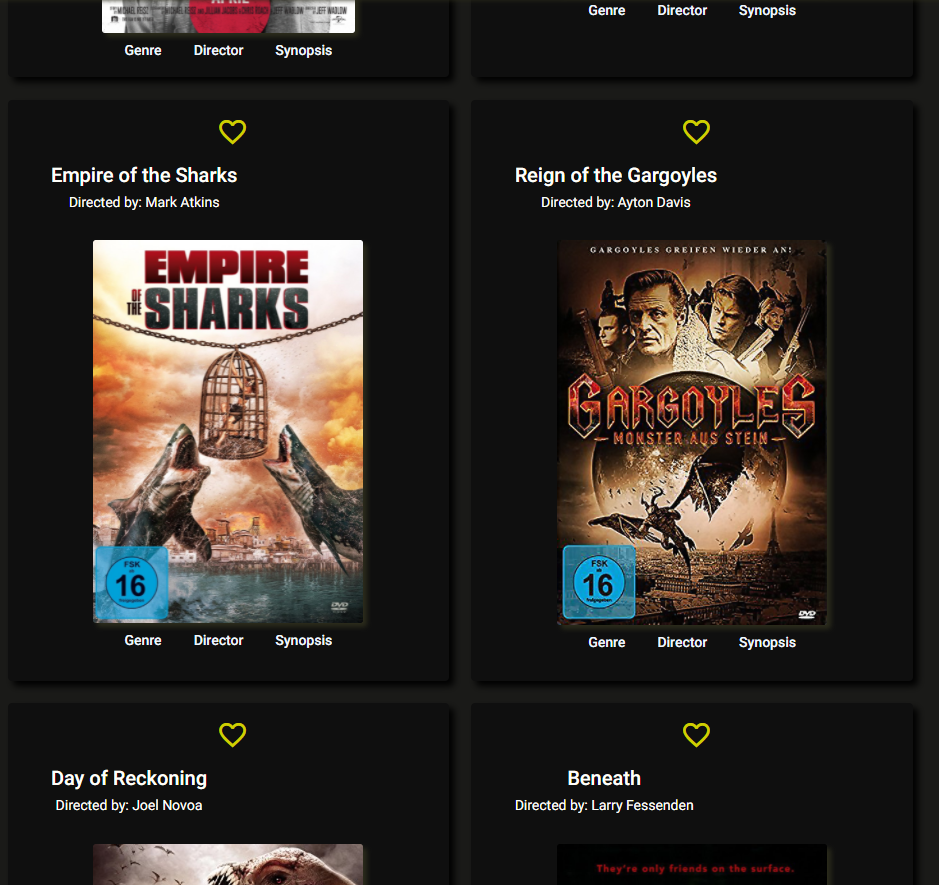 APRIL
Genre Director Synopsis
Genre Director Synopsis
Empire of the Sharks
Directed by: Mark Atkins
EMPIRE
OF THE
SHARKS
FSK
ab
16
freigegeben
DVD
Genre Director Synopsis
Reign of the Gargoyles
Directed by: Ayton Davis
GARGOYLES GREIFEN WIEDER AN!
GARGOYLES
MONSTER AUS STEIN
FSK
ab
16
freigegeben
DVD
Genre Director Synopsis
Day of Reckoning
Directed by: Joel Novoa
Beneath
Directed by: Larry Fessenden
They're only friends on the surface.